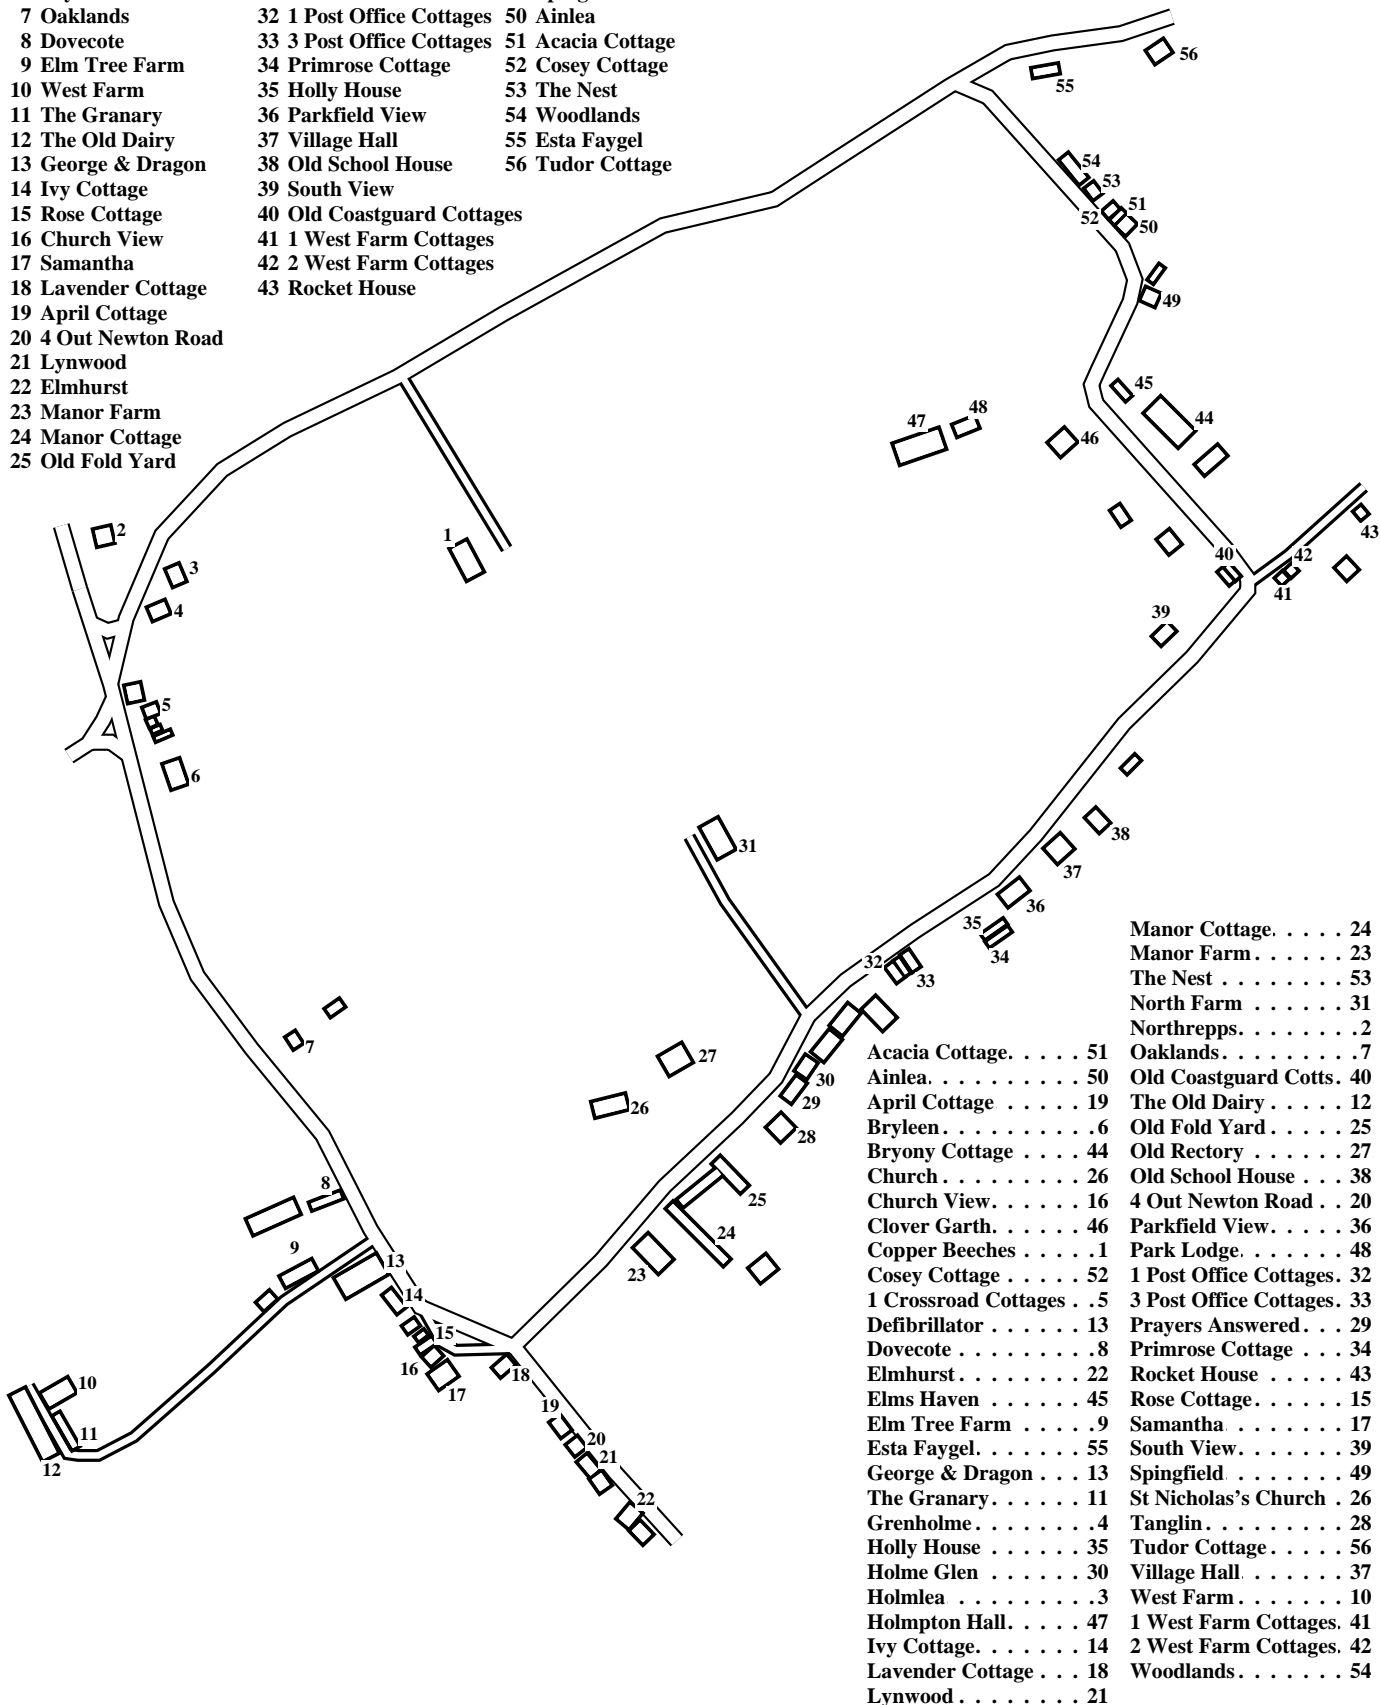 7 Oaklands
8 Dovecote
9 Elm Tree Farm
10 West Farm
11 The Granary
12 The Old Dairy
13 George & Dragon
14 Ivy Cottage
15 Rose Cottage
16 Church View
17 Samantha
18 Lavender Cottage
19 April Cottage
20 4 Out Newton Road
21 Lynwood
22 Elmhurst
23 Manor Farm
24 Manor Cottage
25 Old Fold Yard
32 1 Post Office Cottages
33 3 Post Office Cottages
34 Primrose Cottage
35 Holly House
36 Parkfield View
37 Village Hall
38 Old School House
39 South View
40 Old Coastguard Cottages
41 1 West Farm Cottages
42 2 West Farm Cottages
43 Rocket House
50 Ainlea
51 Acacia Cottage
52 Cosey Cottage
53 The Nest
54 Woodlands
55 Esta Faygel
56 Tudor Cottage
56
55
54
53
51
52
50
49
45
44
48
47
46
43
42
40
41
39
1
2
3
4
5
6
31
38
37
36
35
34
32
33
7
27
30
26
29
28
25
8
24
9
23
13
14
15
16
18
17
10
11
12
19
20
21
22
Acacia Cottage. . . . . 51
Ainlea. . . . . . . . . . 50
April Cottage . . . . . . 19
Bryleen . . . . . . . . . . 6
Bryony Cottage . . . . 44
Church . . . . . . . . . . 26
Church View. . . . . . 16
Clover Garth. . . . . . 46
Copper Beeches . . . . . 1
Cosey Cottage . . . . . 52
1 Crossroad Cottages . . 5
Defibrillator . . . . . . 13
Dovecote . . . . . . . . . 8
Elmhurst . . . . . . . . 22
Elms Haven . . . . . . 45
Elm Tree Farm . . . . . 9
Esta Faygel. . . . . . . 55
George & Dragon . . . 13
The Granary. . . . . . 11
Grenholme . . . . . . . . 4
Holly House . . . . . . 35
Holme Glen . . . . . . 30
Holmlea . . . . . . . . . 3
Holmpton Hall. . . . . 47
Ivy Cottage. . . . . . . 14
Lavender Cottage . . . 18
Lynwood . . . . . . . . 21
Manor Cottage. . . . . . 24
Manor Farm . . . . . . 23
The Nest . . . . . . . . 53
North Farm . . . . . . 31
Northrepps. . . . . . . . 2
Oaklands . . . . . . . . . 7
Old Coastguard Cotts. 40
The Old Dairy . . . . . 12
Old Fold Yard . . . . . 25
Old Rectory . . . . . . 27
Old School House . . . 38
4 Out Newton Road . . 20
Parkfield View. . . . . 36
Park Lodge. . . . . . . 48
1 Post Office Cottages. 32
3 Post Office Cottages. 33
Prayers Answered . . . 29
Primrose Cottage . . . 34
Rocket House . . . . . 43
Rose Cottage. . . . . . 15
Samantha. . . . . . . . 17
South View. . . . . . . 39
Spingfield . . . . . . . . 49
St Nicholas's Church . 26
Tanglin . . . . . . . . . 28
Tudor Cottage . . . . . 56
Village Hall. . . . . . . 37
West Farm . . . . . . . 10
1 West Farm Cottages. 41
2 West Farm Cottages. 42
Woodlands . . . . . . . 54